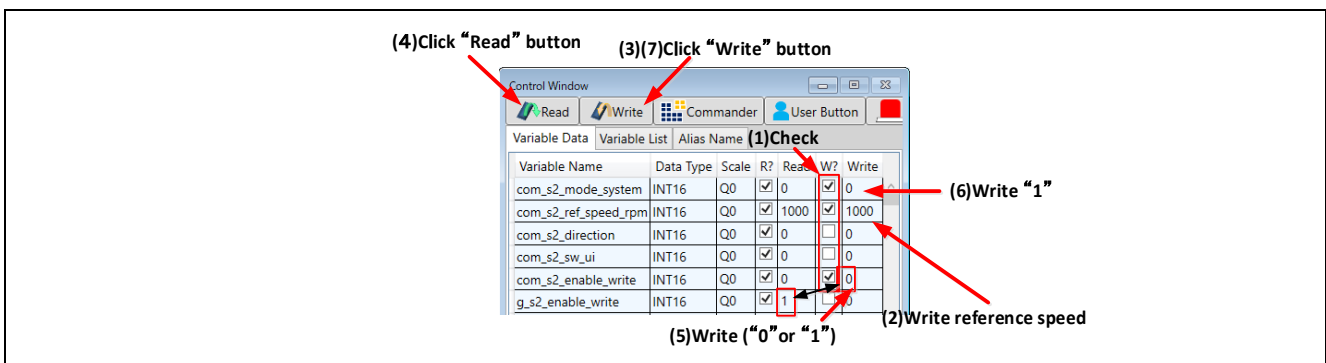 (4)Click “Read” button
(3)(7)Click “Write” button
Control Window
Read Write Commander User Button
Variable Data Variable List Alias Name (1)Check
Variable Name Data Type Scale R? Read W? Write
com_s2_mode_system INT16 Q0 0 0
(6)Write “1”
com_s2_ref_speed_rpm INT16 Q0 1000 1000
com_s2_direction INT16 Q0 0 0
com_s2_sw_ui INT16 Q0 0 0
com_s2_enable_write INT16 Q0 0 0
g_s2_enable_write INT16 Q0 1 0
(2)Write reference speed
(5)Write (“0”or “1”)